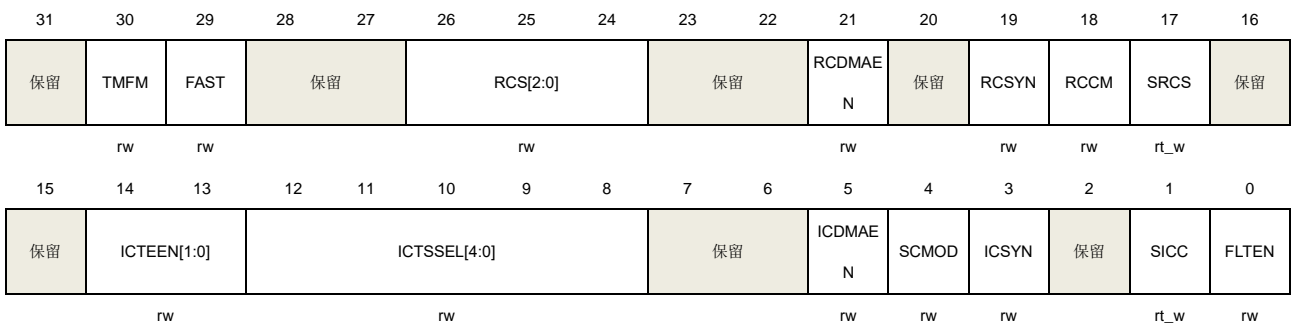 31 30 29 28 27 26 25 24 23 22 21 20 19 18 17 16
保留 TMFM FAST 保留 RCS[2:0] 保留 RCDMAE 保留 RCSYN RCCM SRCS 保留
N
rw rw rw rw rw rw rt_w
15 14 13 12 11 10 9 8 7 6 5 4 3 2 1 0
保留 ICTEEN[1:0] ICTSSEL[4:0] 保留 ICDMAE SCMOD ICSYN 保留 SICC FLTEN
N
rw rw rw rw rw rt_w rw